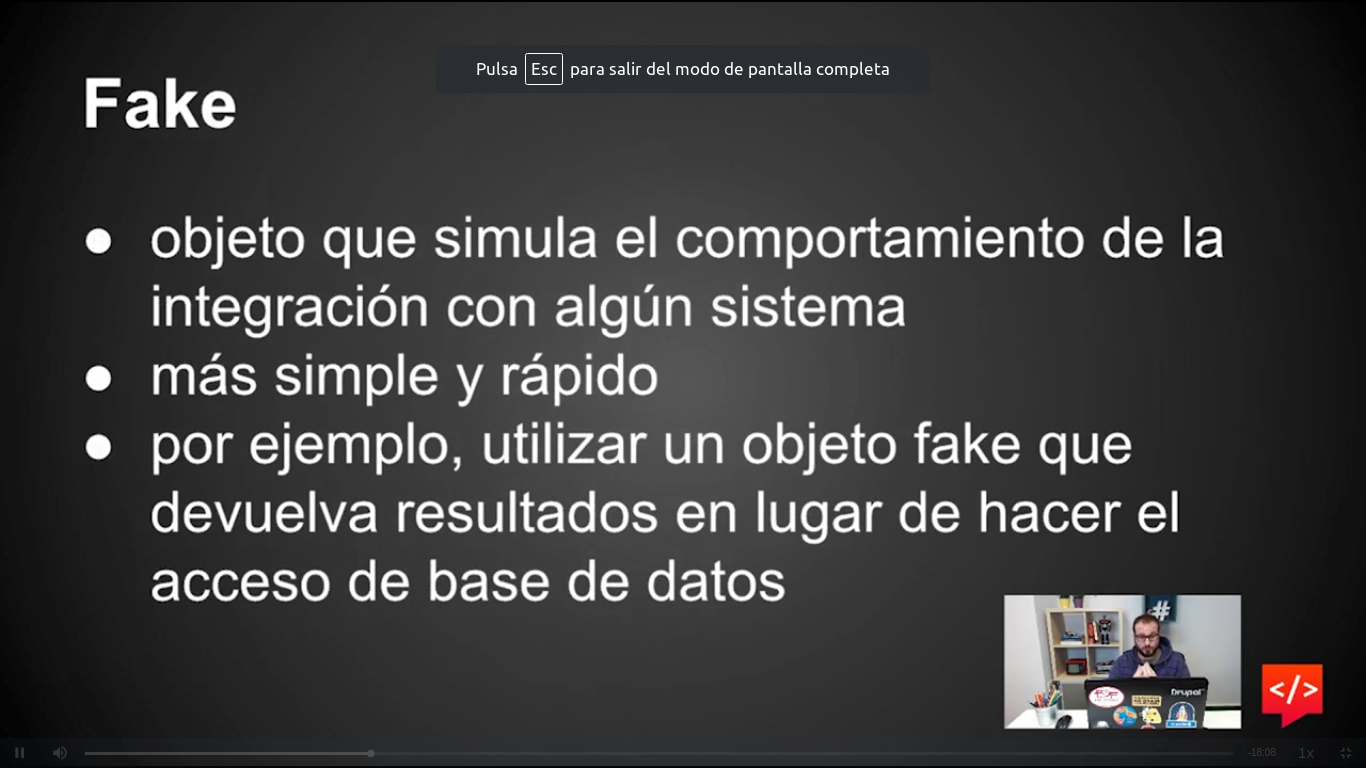 Pulsa Esc para salir del modo de pantalla completa
Fake
● objeto que simula el comportamiento de la
integración con algún sistema
● más simple y rápido
● por ejemplo, utilizar un objeto fake que
devuelva resultados en lugar de hacer el
acceso de base de datos
#
Drupal
</>
-18:08
1x